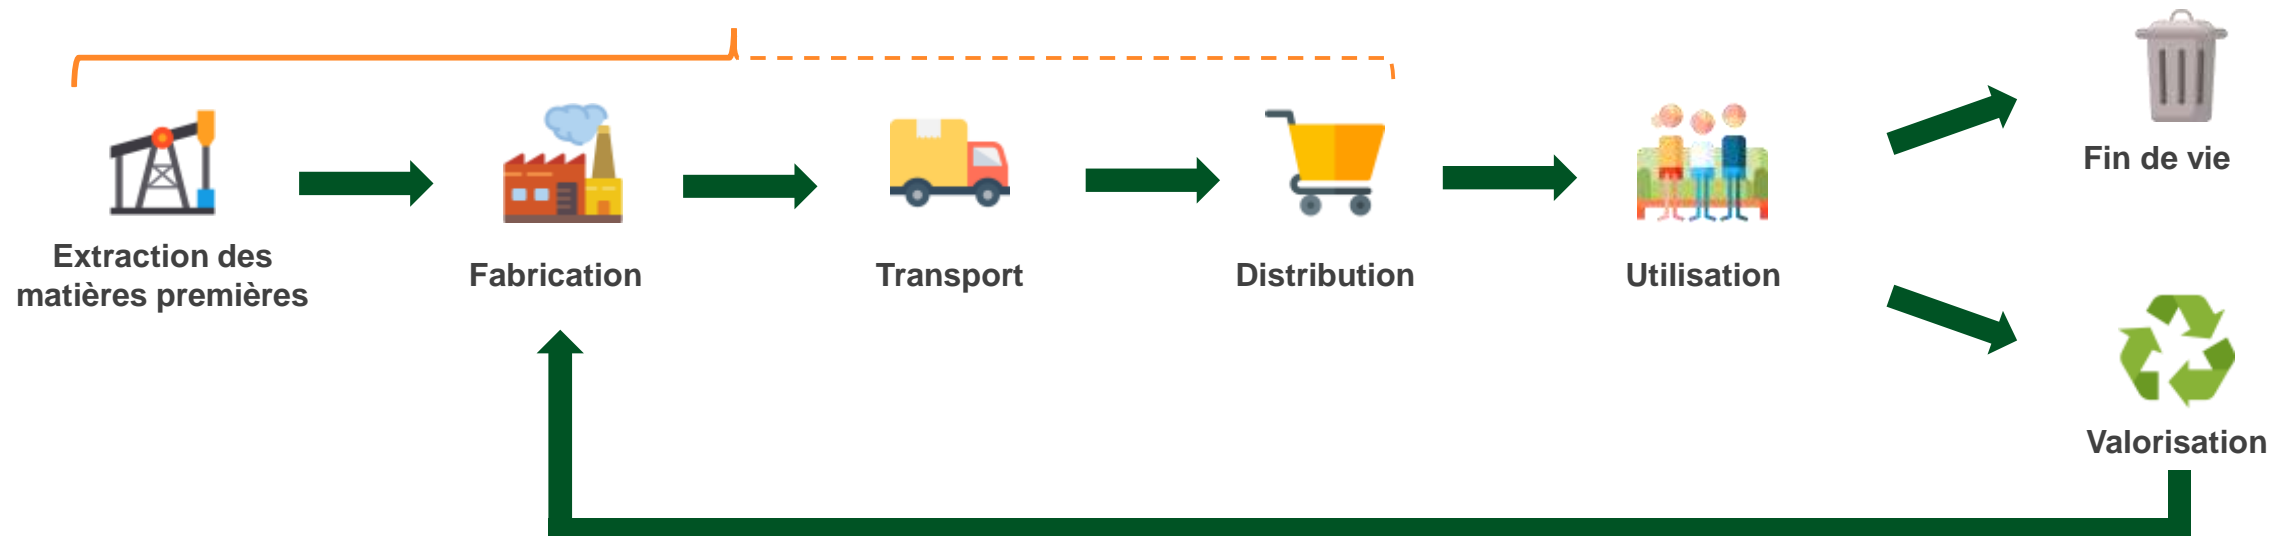 Extraction des
matières premières
Fabrication
Transport
Distribution
Utilisation
Fin de vie
Valorisation